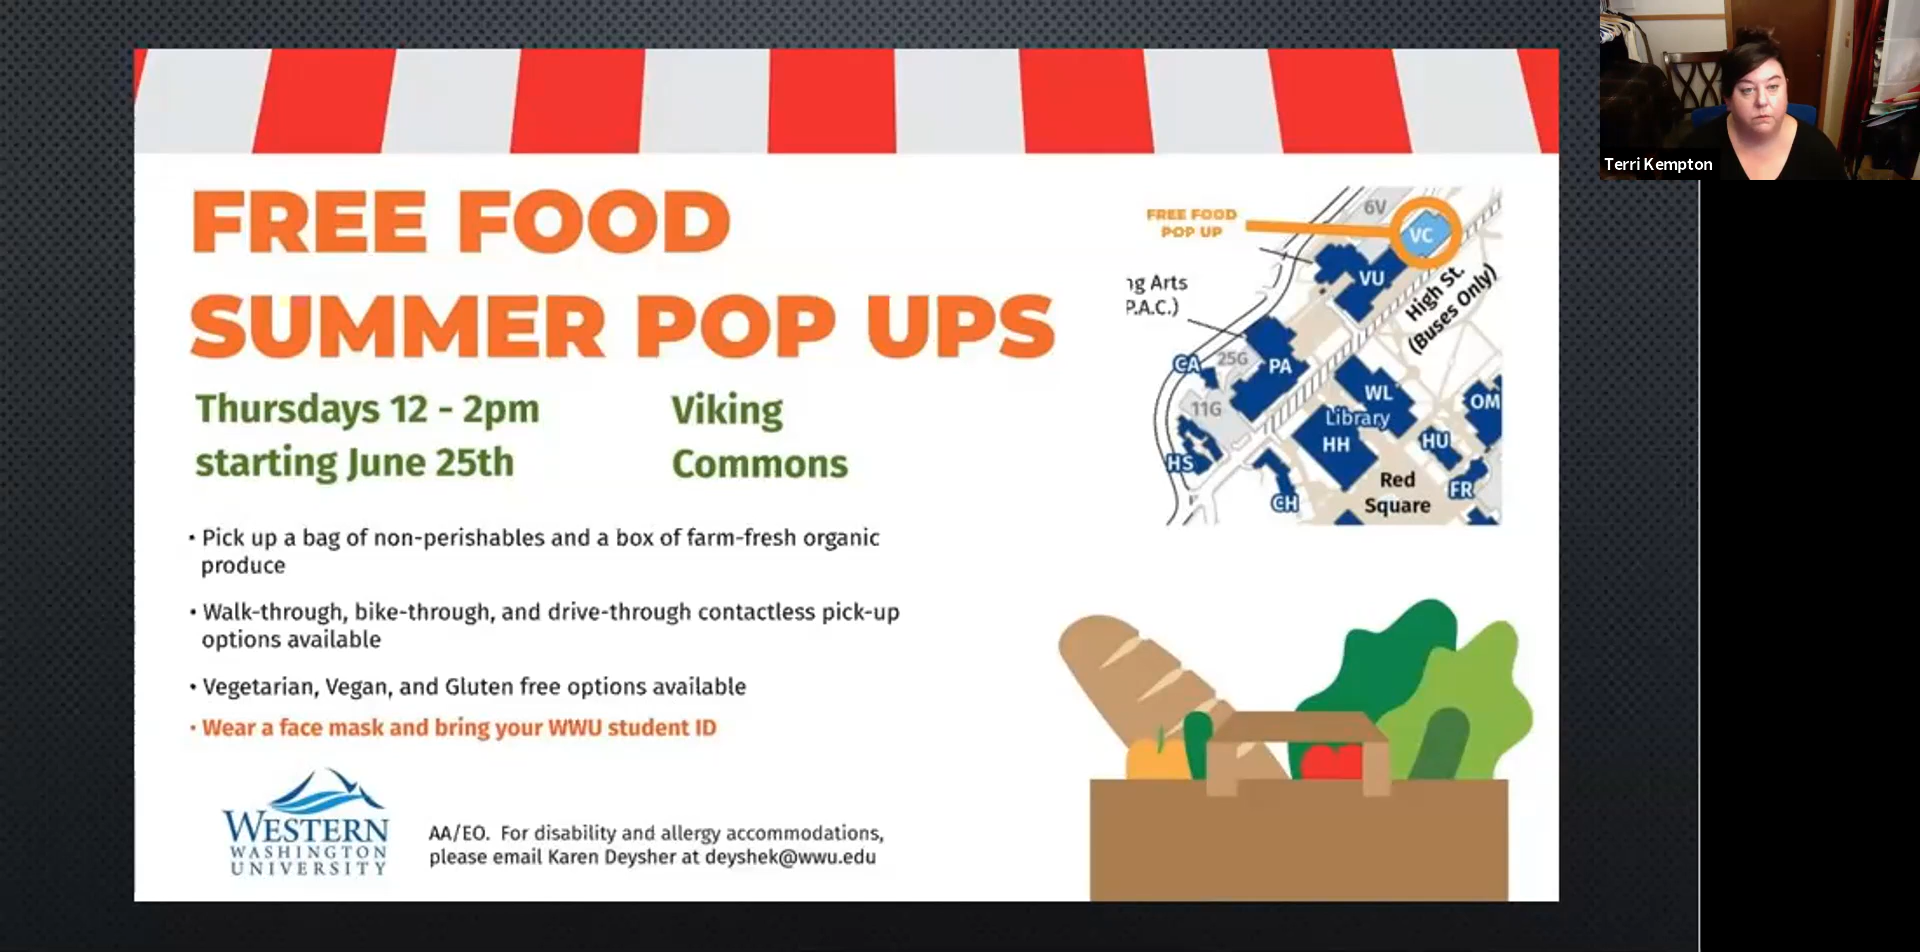 FREE FOOD
SUMMER POP UPS
Thursdays 12 - 2pm
starting June 25th
Viking
Commons
• Pick up a bag of non-perishables and a box of farm-fresh organic
produce
• Walk-through, bike-through, and drive-through contactless pick-up
options available
• Vegetarian, Vegan, and Gluten free options available
• Wear a face mask and bring your WWU student ID
WESTERN
WASHINGTON
UNIVERSITY
AA/EO. For disability and allergy accommodations,
please email Karen Deysher at deyshek@wwu.edu
FREE FOOD
POP UP
6V
VC
VU
High St.
(Buses Only)
ng Arts
P.A.C.)
CA
25G
PA
11G
WL
Library
OM
HH
HU
HS
Red
Square
FR
CH
Terri Kempton